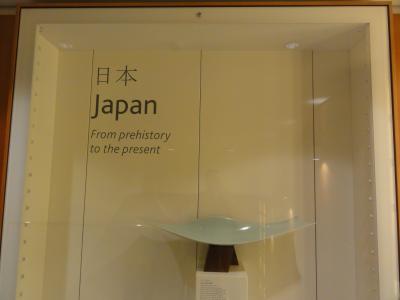 日本
Japan
From prehistory
to the present